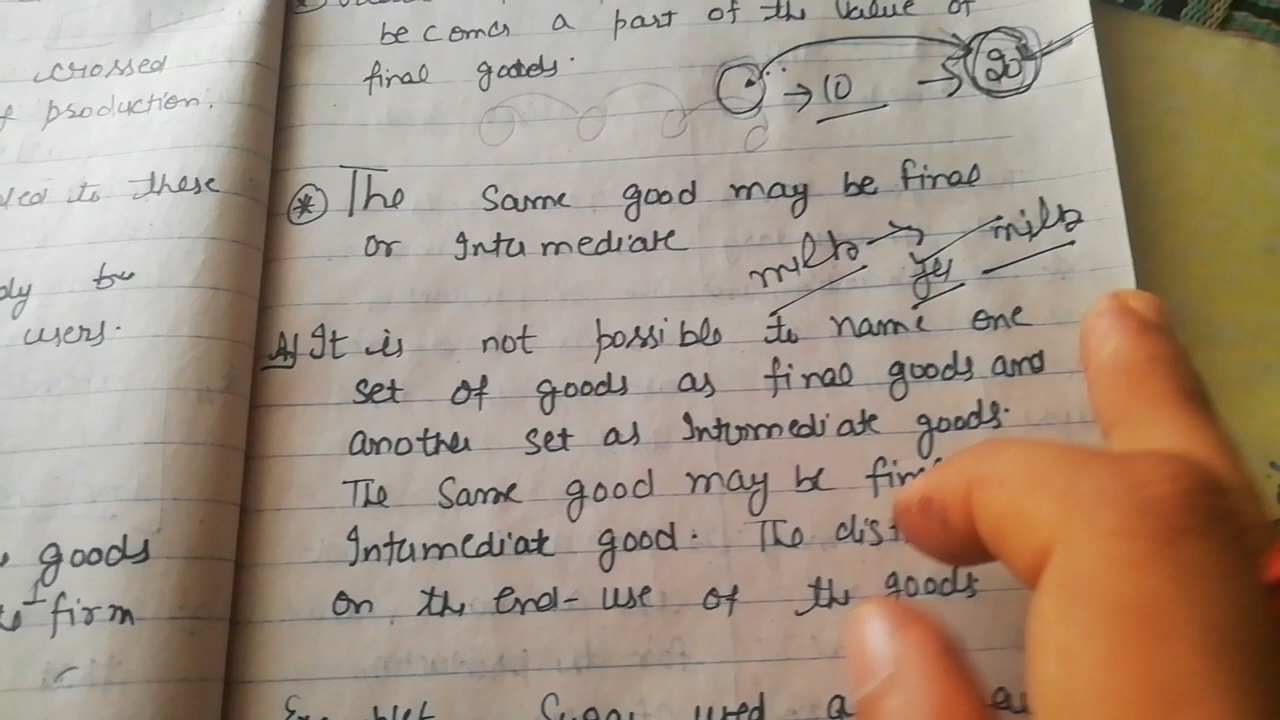 crossed
production.
to these
users.
goods
firm
becomes a part of the value of
final goods.
→ 10 → 20
* The same good may be final
or Intermediate
milk → milk
A) It is not possible to name one
set of goods as final goods and
another set as Intermediate goods.
The same good may be
Intermediate good. The
on the end-use of the goods
used a